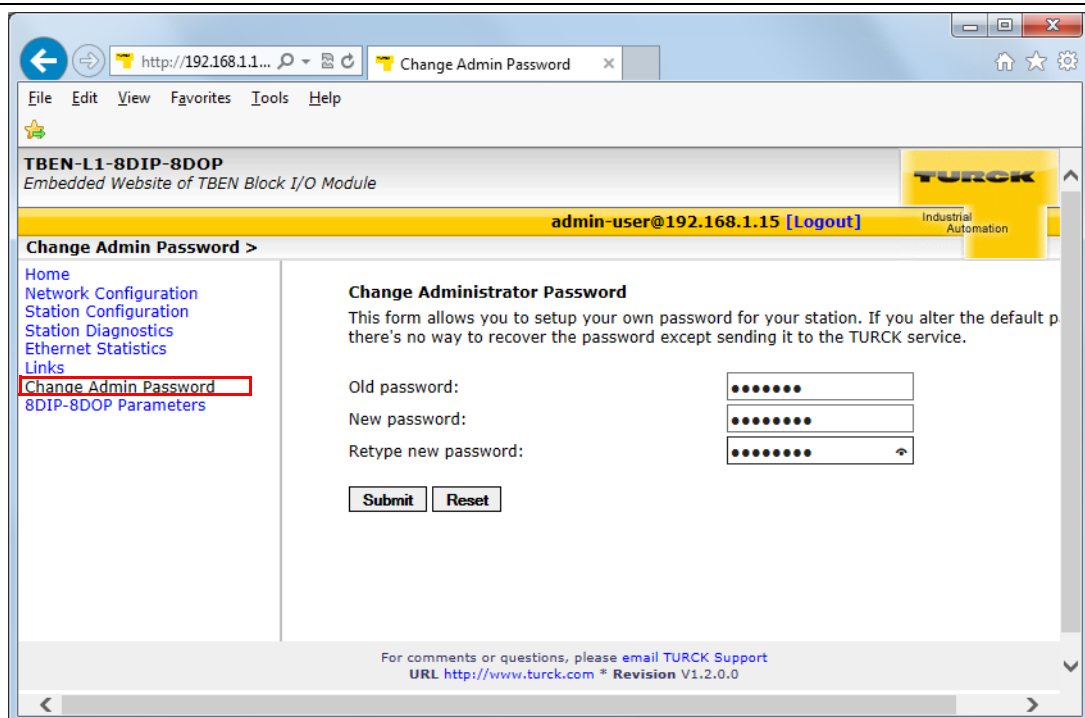 http://192.168.1.1...
Change Admin Password
File Edit View Favorites Tools Help
TBEN-L1-8DIP-8DOP
Embedded Website of TBEN Block I/O Module
TURCK
admin-user@192.168.1.15 [Logout]
Industrial
Automation
Change Admin Password >
Home
Network Configuration
Station Configuration
Station Diagnostics
Ethernet Statistics
Links
Change Admin Password
8DIP-8DOP Parameters
Change Administrator Password
This form allows you to setup your own password for your station. If you alter the default p
there's no way to recover the password except sending it to the TURCK service.
Old password: ●●●●●●●
New password: ●●●●●●●●
Retype new password: ●●●●●●●●
Submit Reset
For comments or questions, please email TURCK Support
URL http://www.turck.com * Revision V1.2.0.0